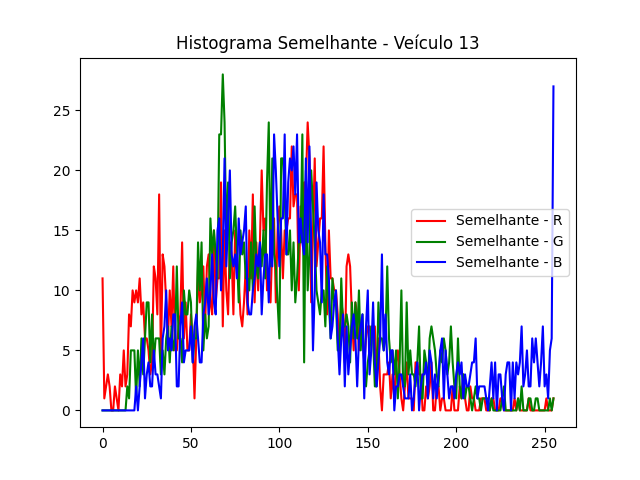 Histograma Semelhante - Veículo 13
25
20
15
10
5
0
Semelhante - R
Semelhante - G
Semelhante - B
0 50 100 150 200 250